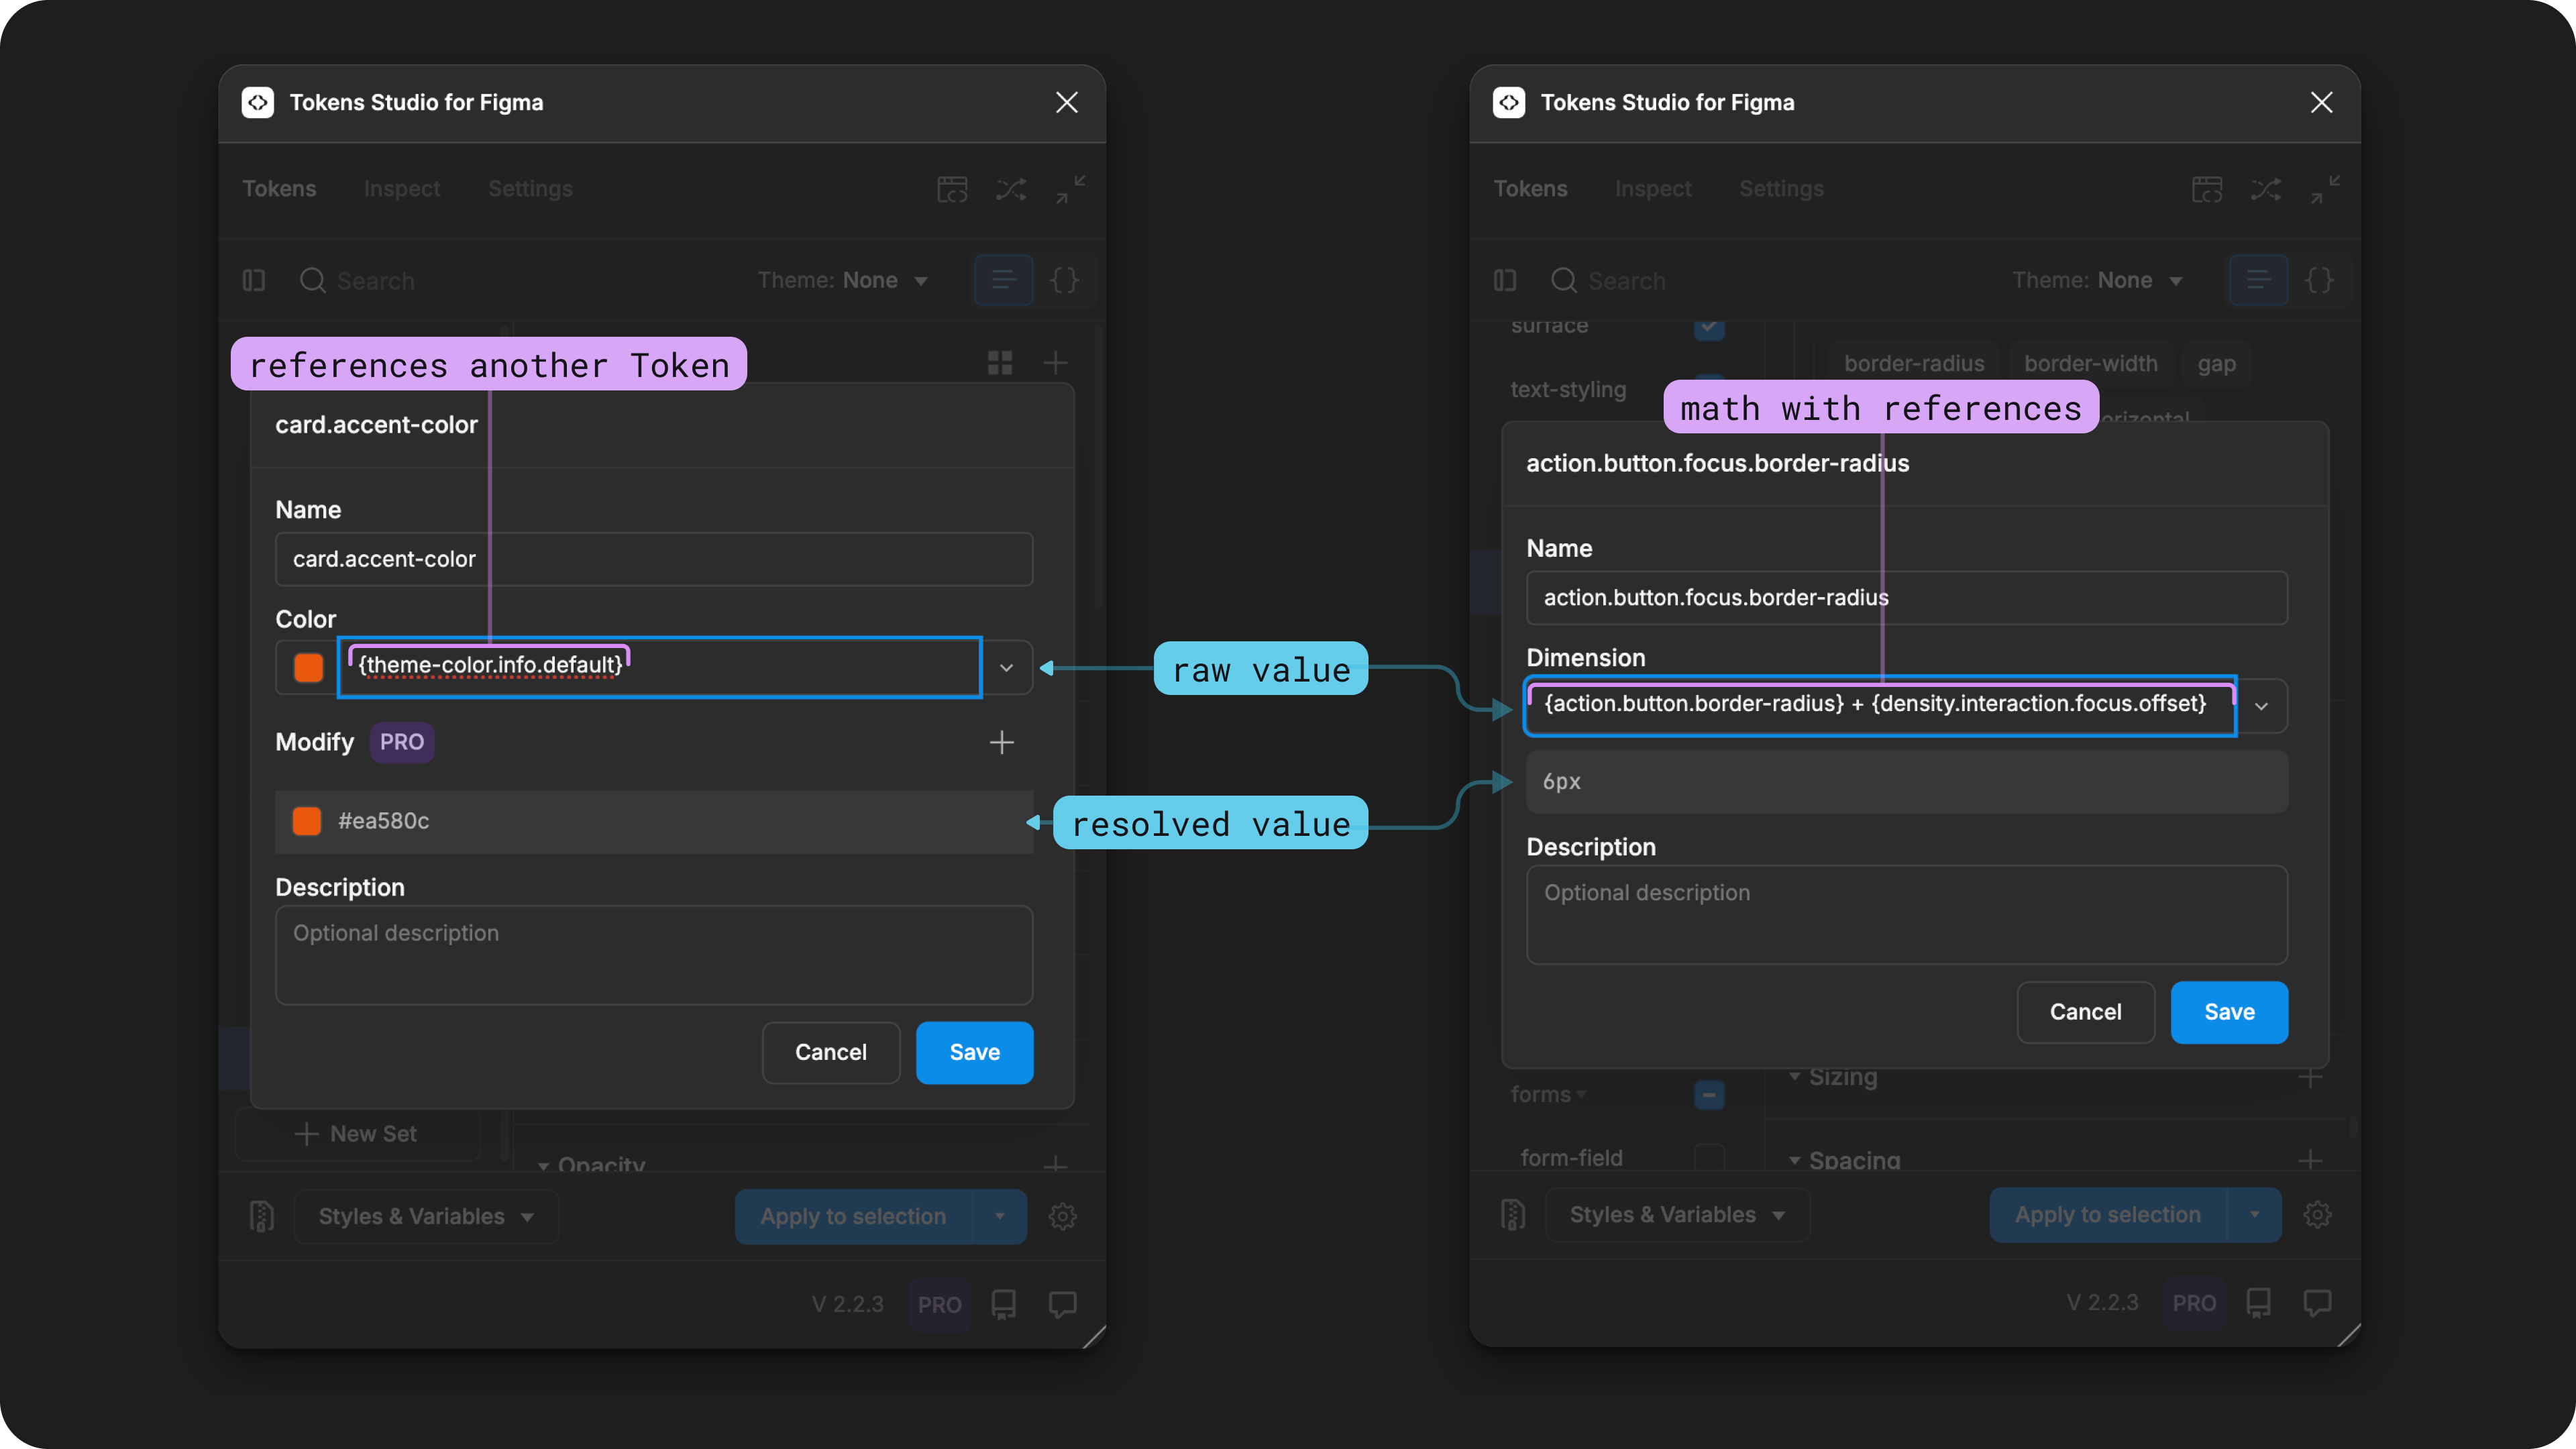 Tokens Studio for Figma
Tokens Inspect Settings
Search Theme: None
references another Token
card.accent-color
Name
card.accent-color
Color
{theme-color.info.default}
Modify PRO
#ea580c
Description
Optional description
Cancel Save
New Set
Opacity
Styles & Variables Apply to selection
V 2.2.3 PRO
raw value
resolved value
Tokens Studio for Figma
Tokens Inspect Settings
Search Theme: None
surface
border-radius border-width gap
text-styling
math with references
action.button.focus.border-radius
Name
action.button.focus.border-radius
Dimension
{action.button.border-radius} + {density.interaction.focus.offset}
6px
Description
Optional description
Cancel Save
forms Sizing
form-field Spacing
Styles & Variables Apply to selection
V 2.2.3 PRO